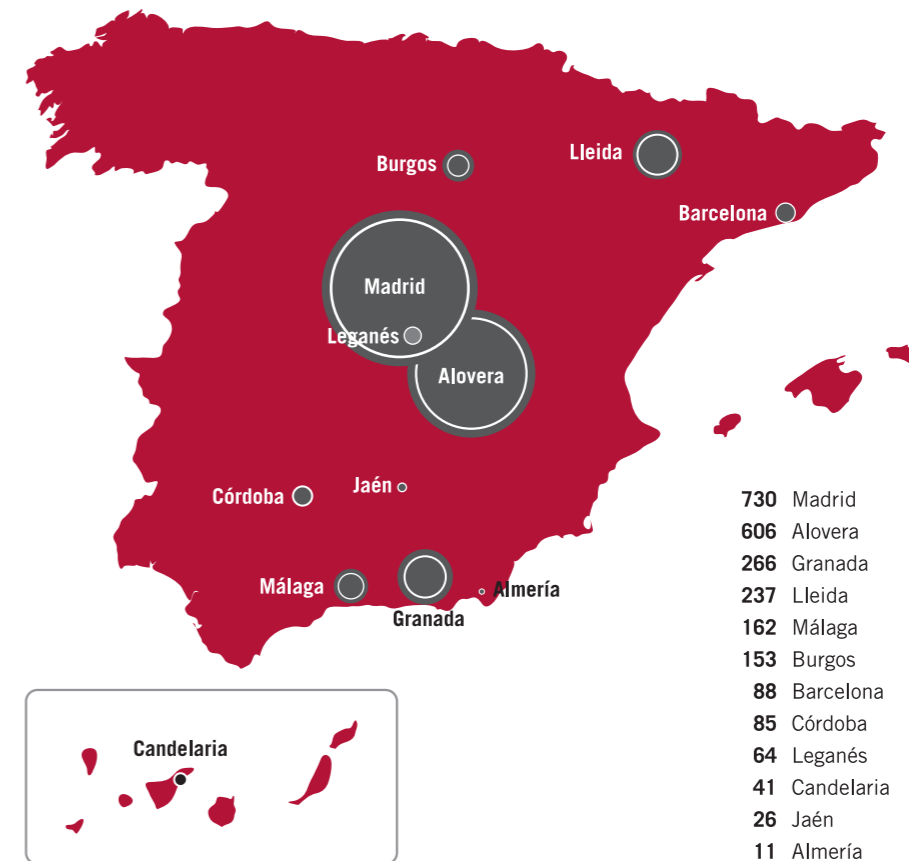 Burgos
Lleida
Barcelona
Madrid
Leganés
Alovera
Jaén
Córdoba
Málaga
Almería
Granada
Candelaria
730 Madrid
606 Alovera
266 Granada
237 Lleida
162 Málaga
153 Burgos
88 Barcelona
85 Córdoba
64 Leganés
41 Candelaria
26 Jaén
11 Almería